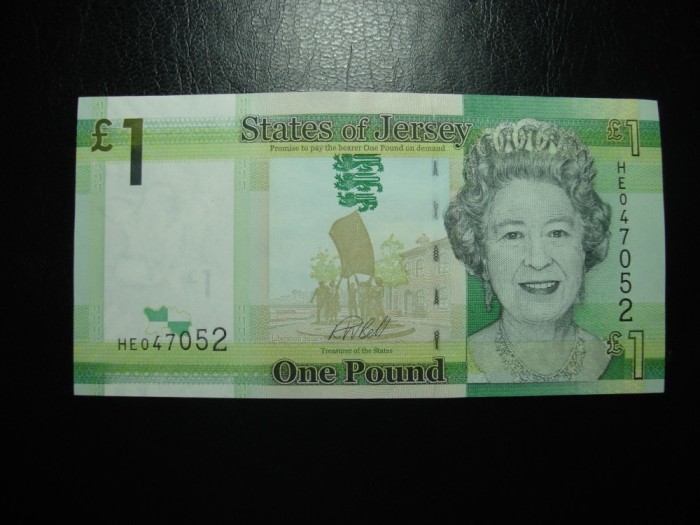 £1
States of Jersey
Promise to pay the bearer One Pound on demand
£1
HE047052
HE047052
Treasurer of the States
One Pound
£1